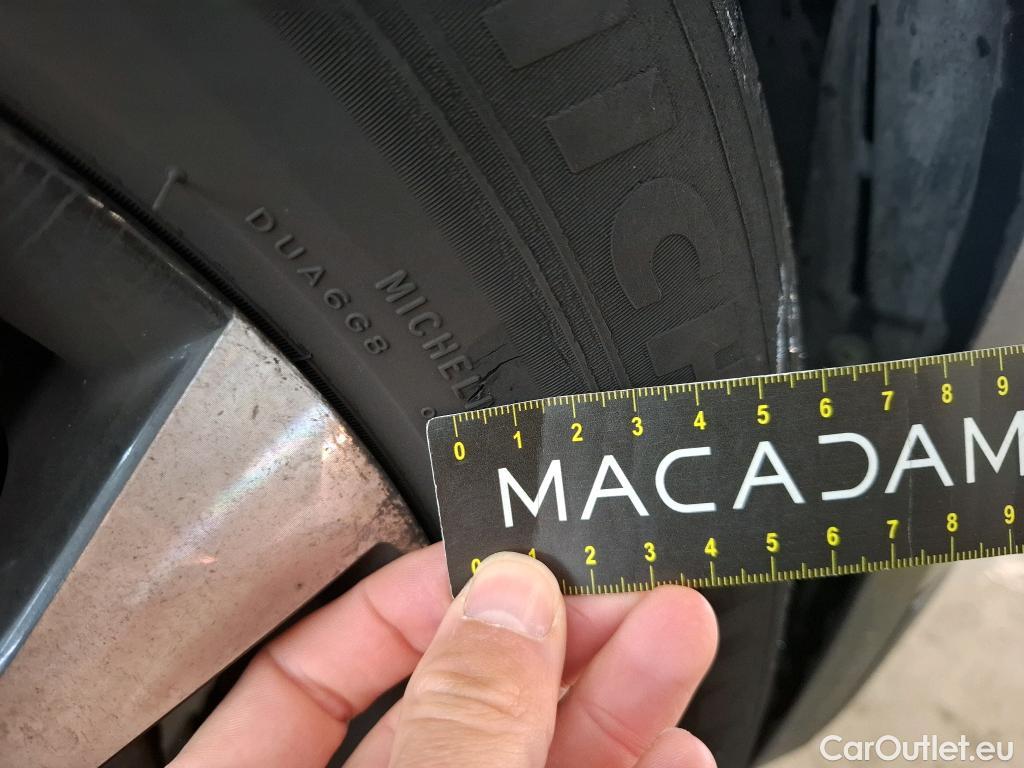 DUA6G8
MICHELIN
MICH
0 1 2 3 4 5 6 7 8 9
MACADAM
0 1 2 3 4 5 6 7 8 9
CarOutlet.eu